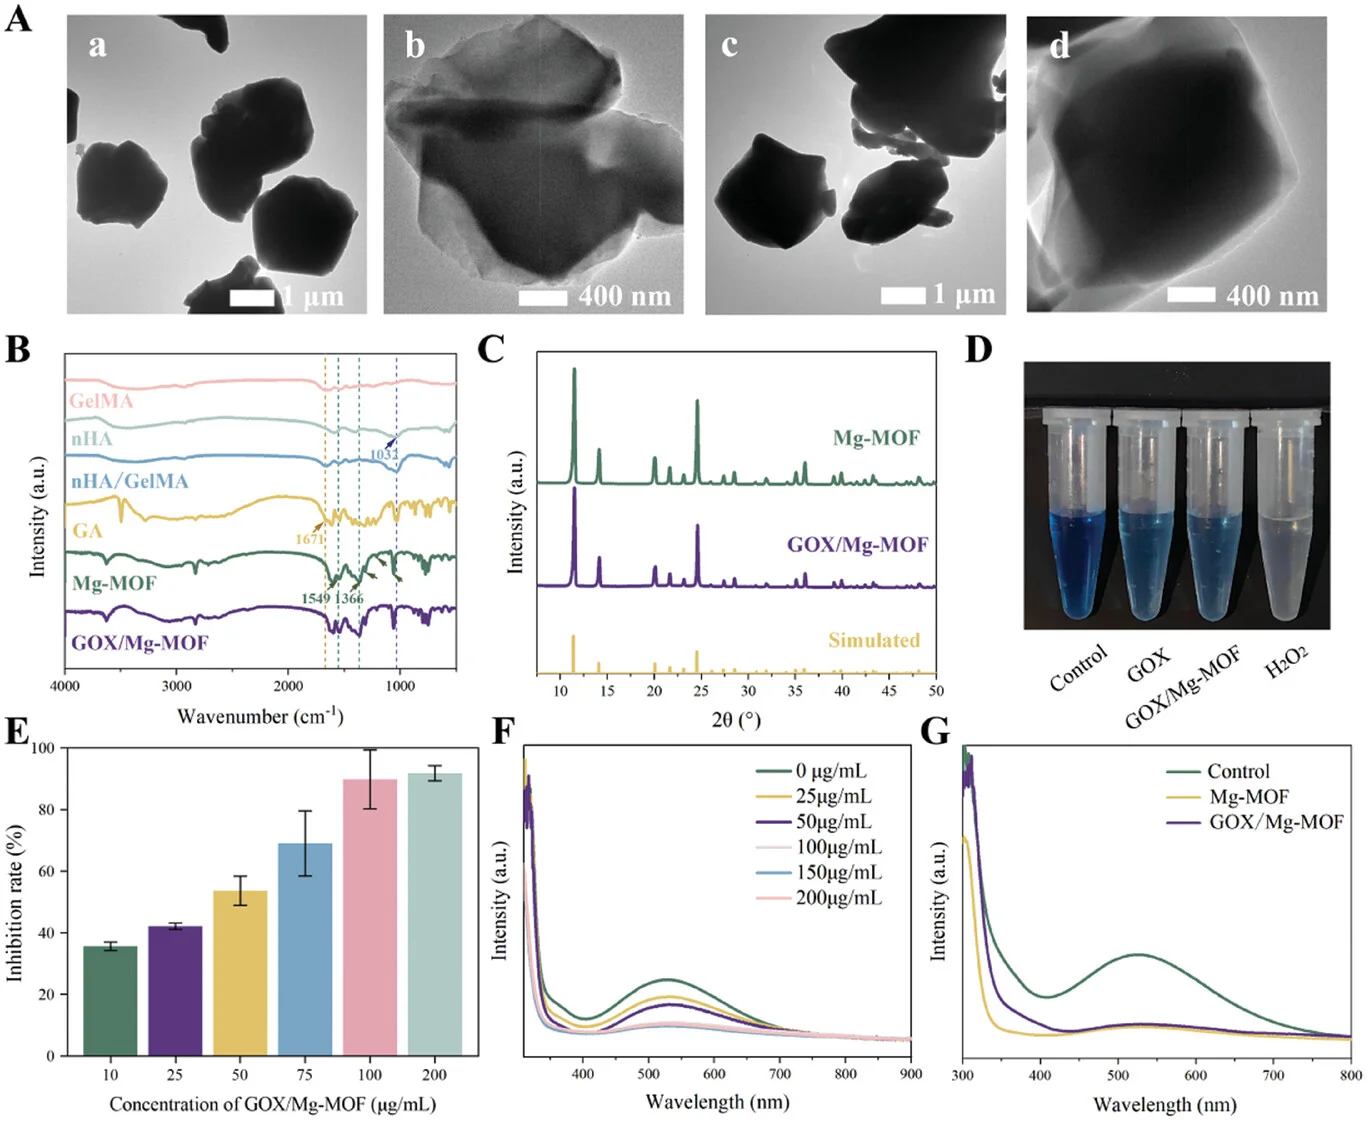 A
a
b
c
d
1 μm
400 nm
1 μm
400 nm
B
C
D
Intensity (a.u.)
GelMA
nHA
1032
nHA/GelMA
GA
1671
Mg-MOF
1549 1366
GOX/Mg-MOF
4000 3000 2000 1000
Wavenumber (cm⁻¹)
Intensity (a.u.)
Mg-MOF
GOX/Mg-MOF
Simulated
10 15 20 25 30 35 40 45 50
2θ (°)
Control
GOX
GOX/Mg-MOF
H₂O₂
E
Inhibition rate (%)
100
80
60
40
20
0
10 25 50 75 100 200
Concentration of GOX/Mg-MOF (μg/mL)
F
Intensity (a.u.)
0 μg/mL
25μg/mL
50μg/mL
100μg/mL
150μg/mL
200μg/mL
400 500 600 700 800 900
Wavelength (nm)
G
Intensity (a.u.)
Control
Mg-MOF
GOX/Mg-MOF
300 400 500 600 700 800
Wavelength (nm)